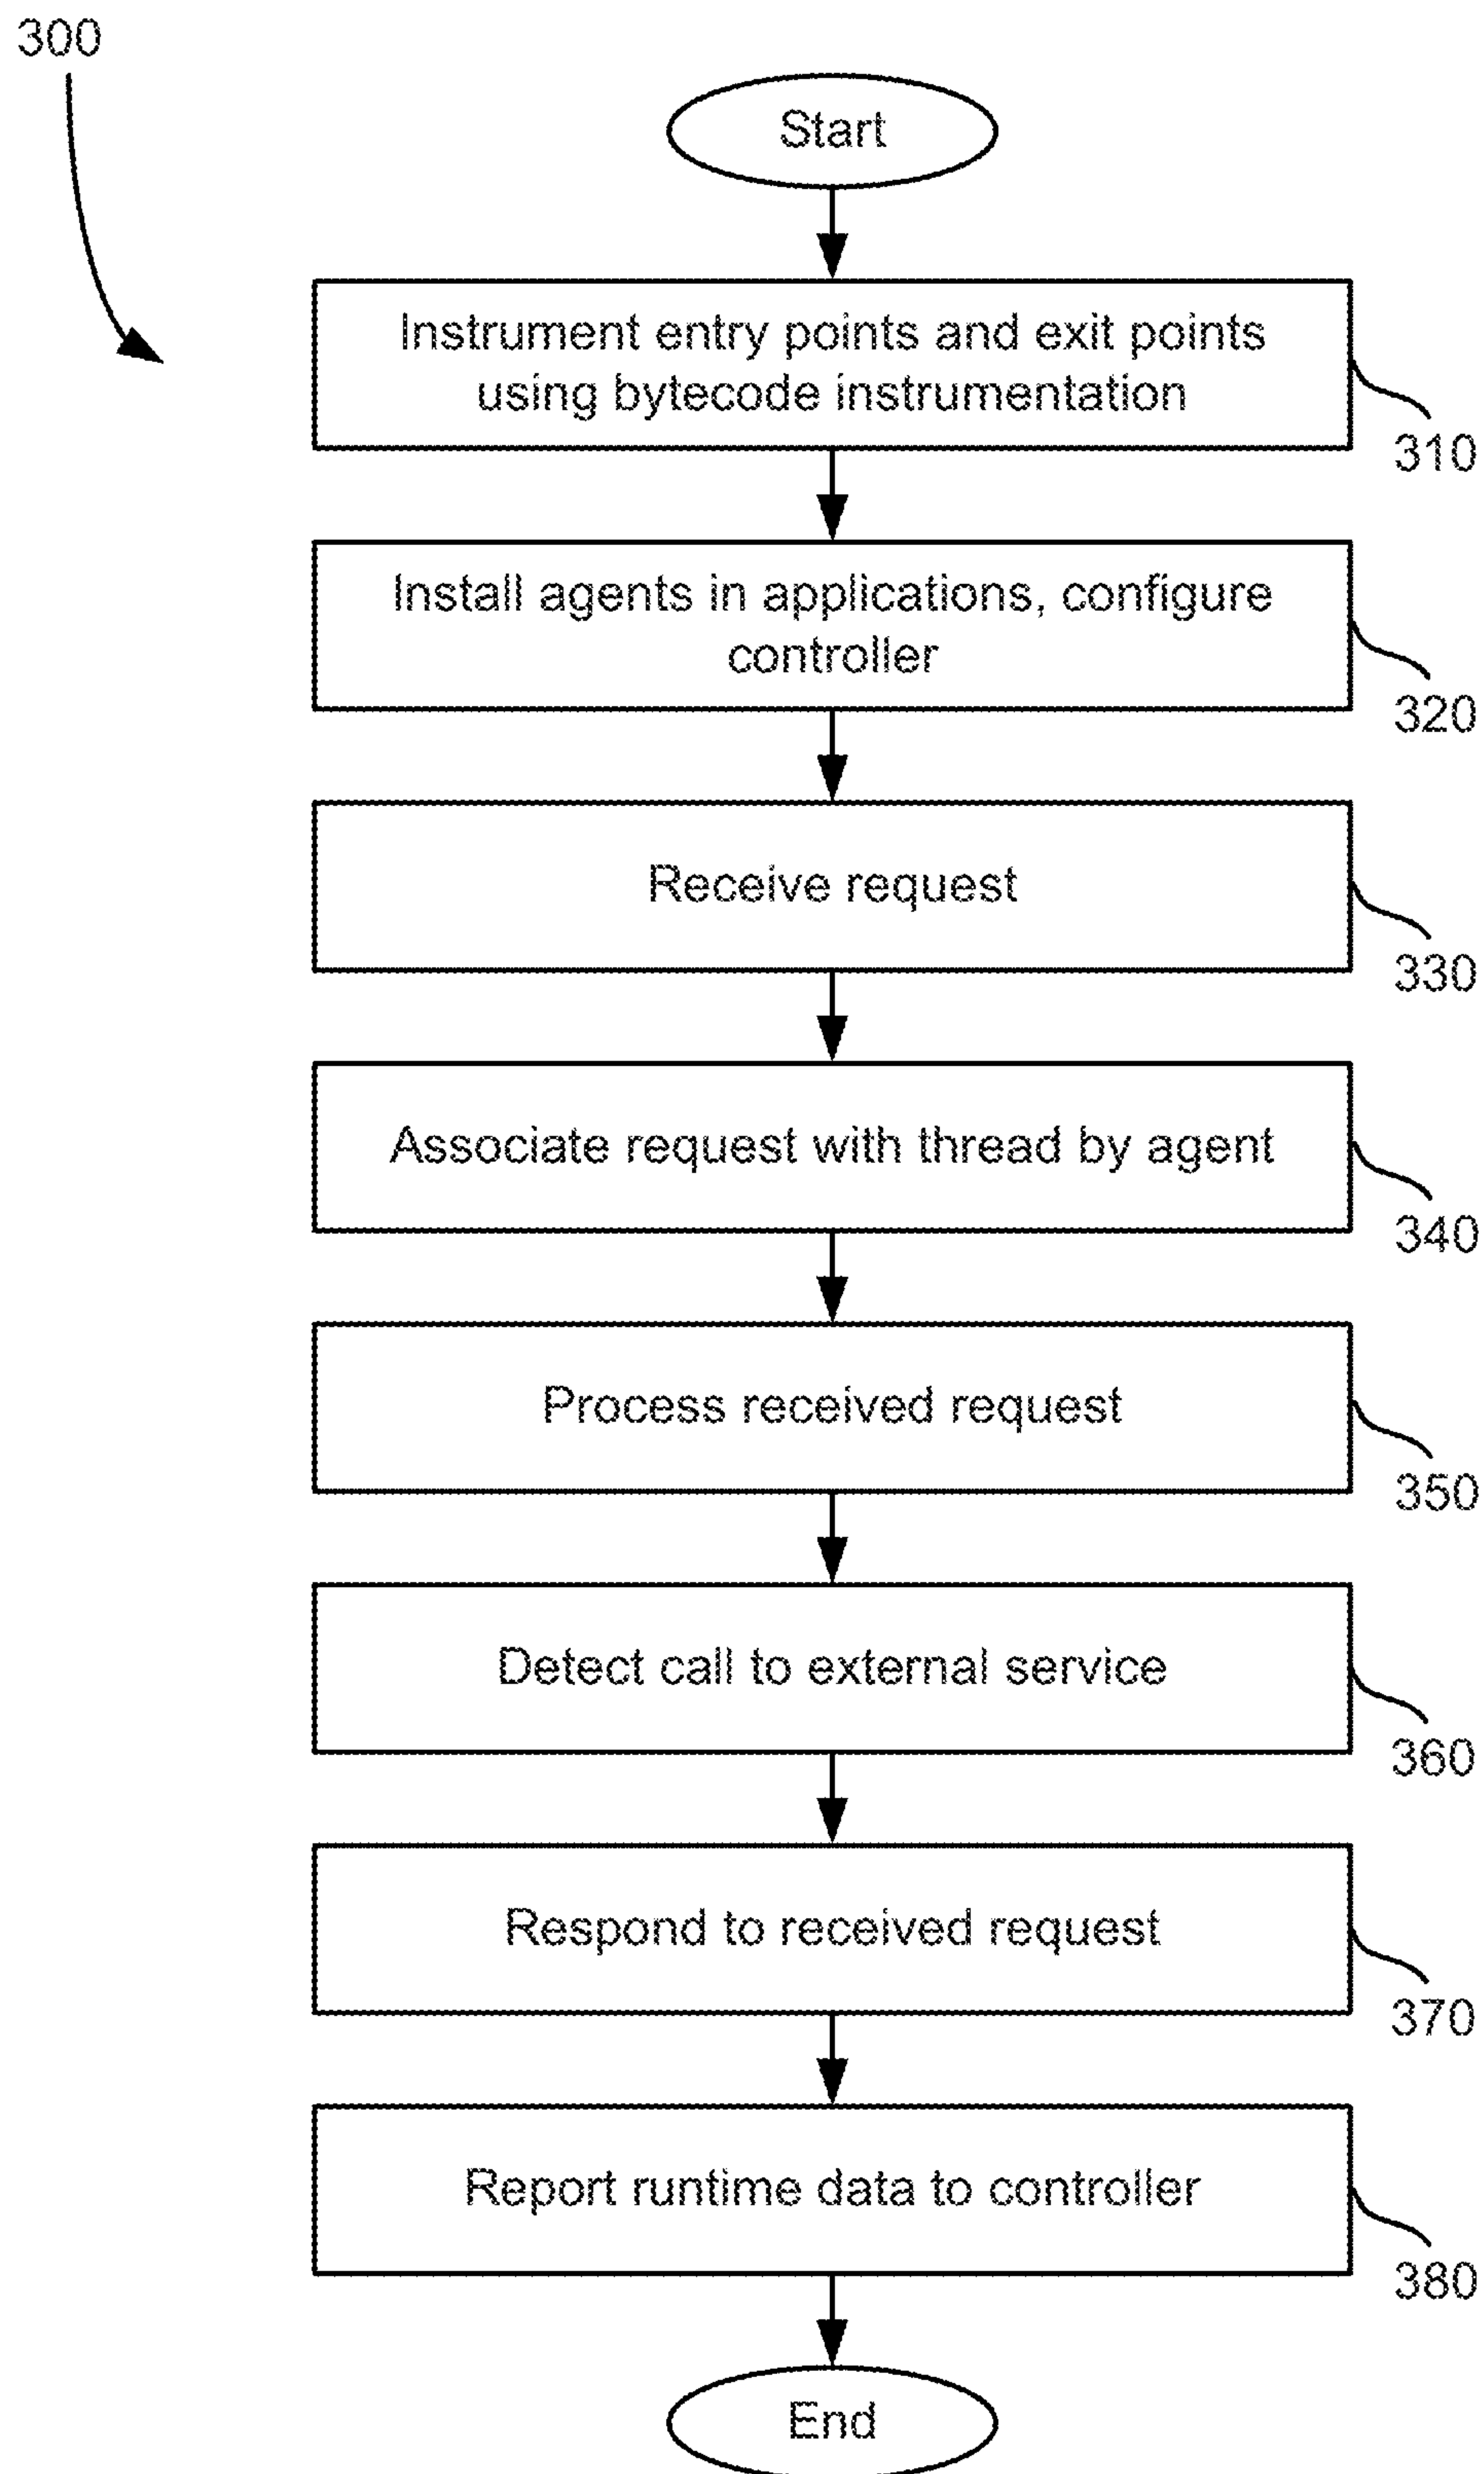 300
Start
Instrument entry points and exit points
using bytecode instrumentation
310
Install agents in applications, configure
controller
320
Receive request
330
Associate request with thread by agent
340
Process received request
350
Detect call to external service
360
Respond to received request
370
Report runtime data to controller
380
End